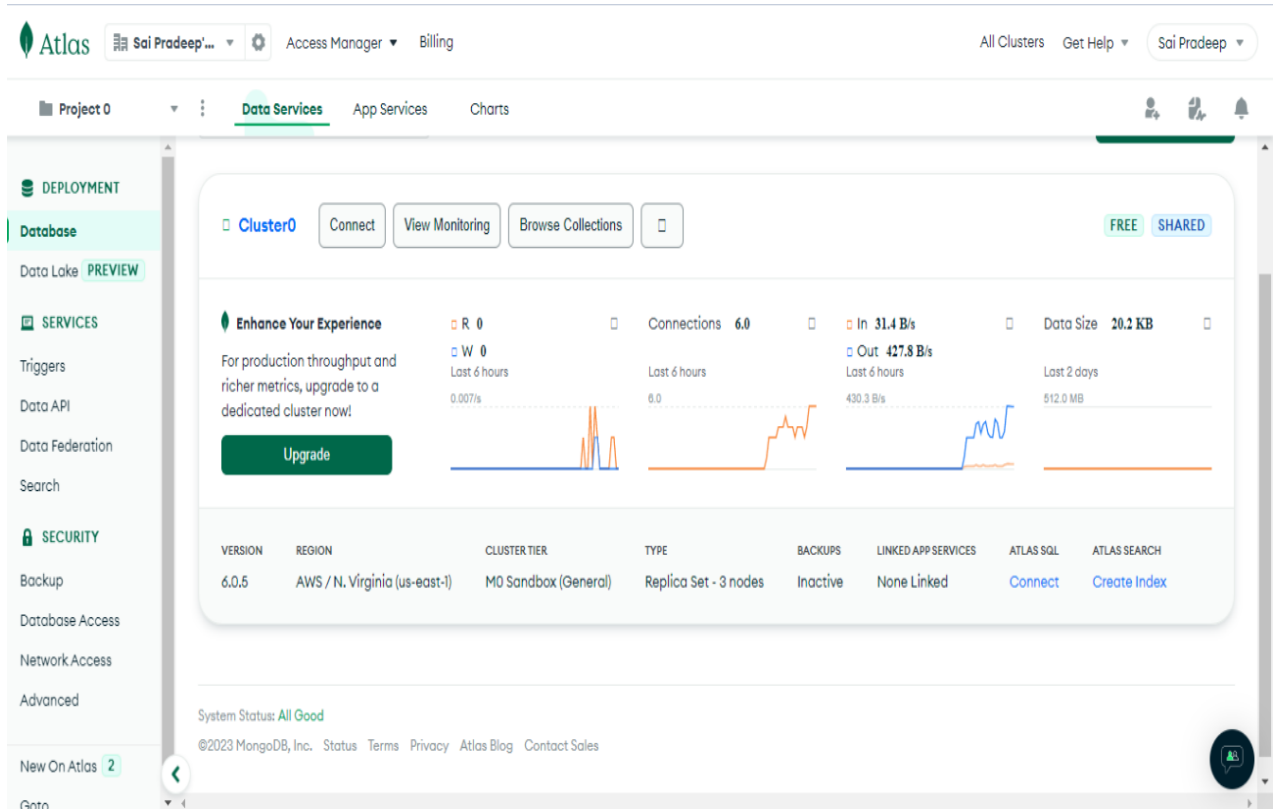 Atlas Sai Pradeep'... Access Manager Billing All Clusters Get Help Sai Pradeep
Project 0 Data Services App Services Charts
DEPLOYMENT
Database
Data Lake PREVIEW
SERVICES
Triggers
Data API
Data Federation
Search
SECURITY
Backup
Database Access
Network Access
Advanced
New On Atlas 2
Goto
Cluster0 Connect View Monitoring Browse Collections FREE SHARED
Enhance Your Experience
For production throughput and
richer metrics, upgrade to a
dedicated cluster now!
Upgrade
R 0
W 0
Last 6 hours
0.007/s
Connections 6.0
Last 6 hours
6.0
In 31.4 B/s
Out 427.8 B/s
Last 6 hours
430.3 B/s
Data Size 20.2 KB
Last 2 days
512.0 MB
VERSION REGION CLUSTER TIER TYPE BACKUPS LINKED APP SERVICES ATLAS SQL ATLAS SEARCH
6.0.5 AWS / N. Virginia (us-east-1) M0 Sandbox (General) Replica Set - 3 nodes Inactive None Linked Connect Create Index
System Status: All Good
©2023 MongoDB, Inc. Status Terms Privacy Atlas Blog Contact Sales